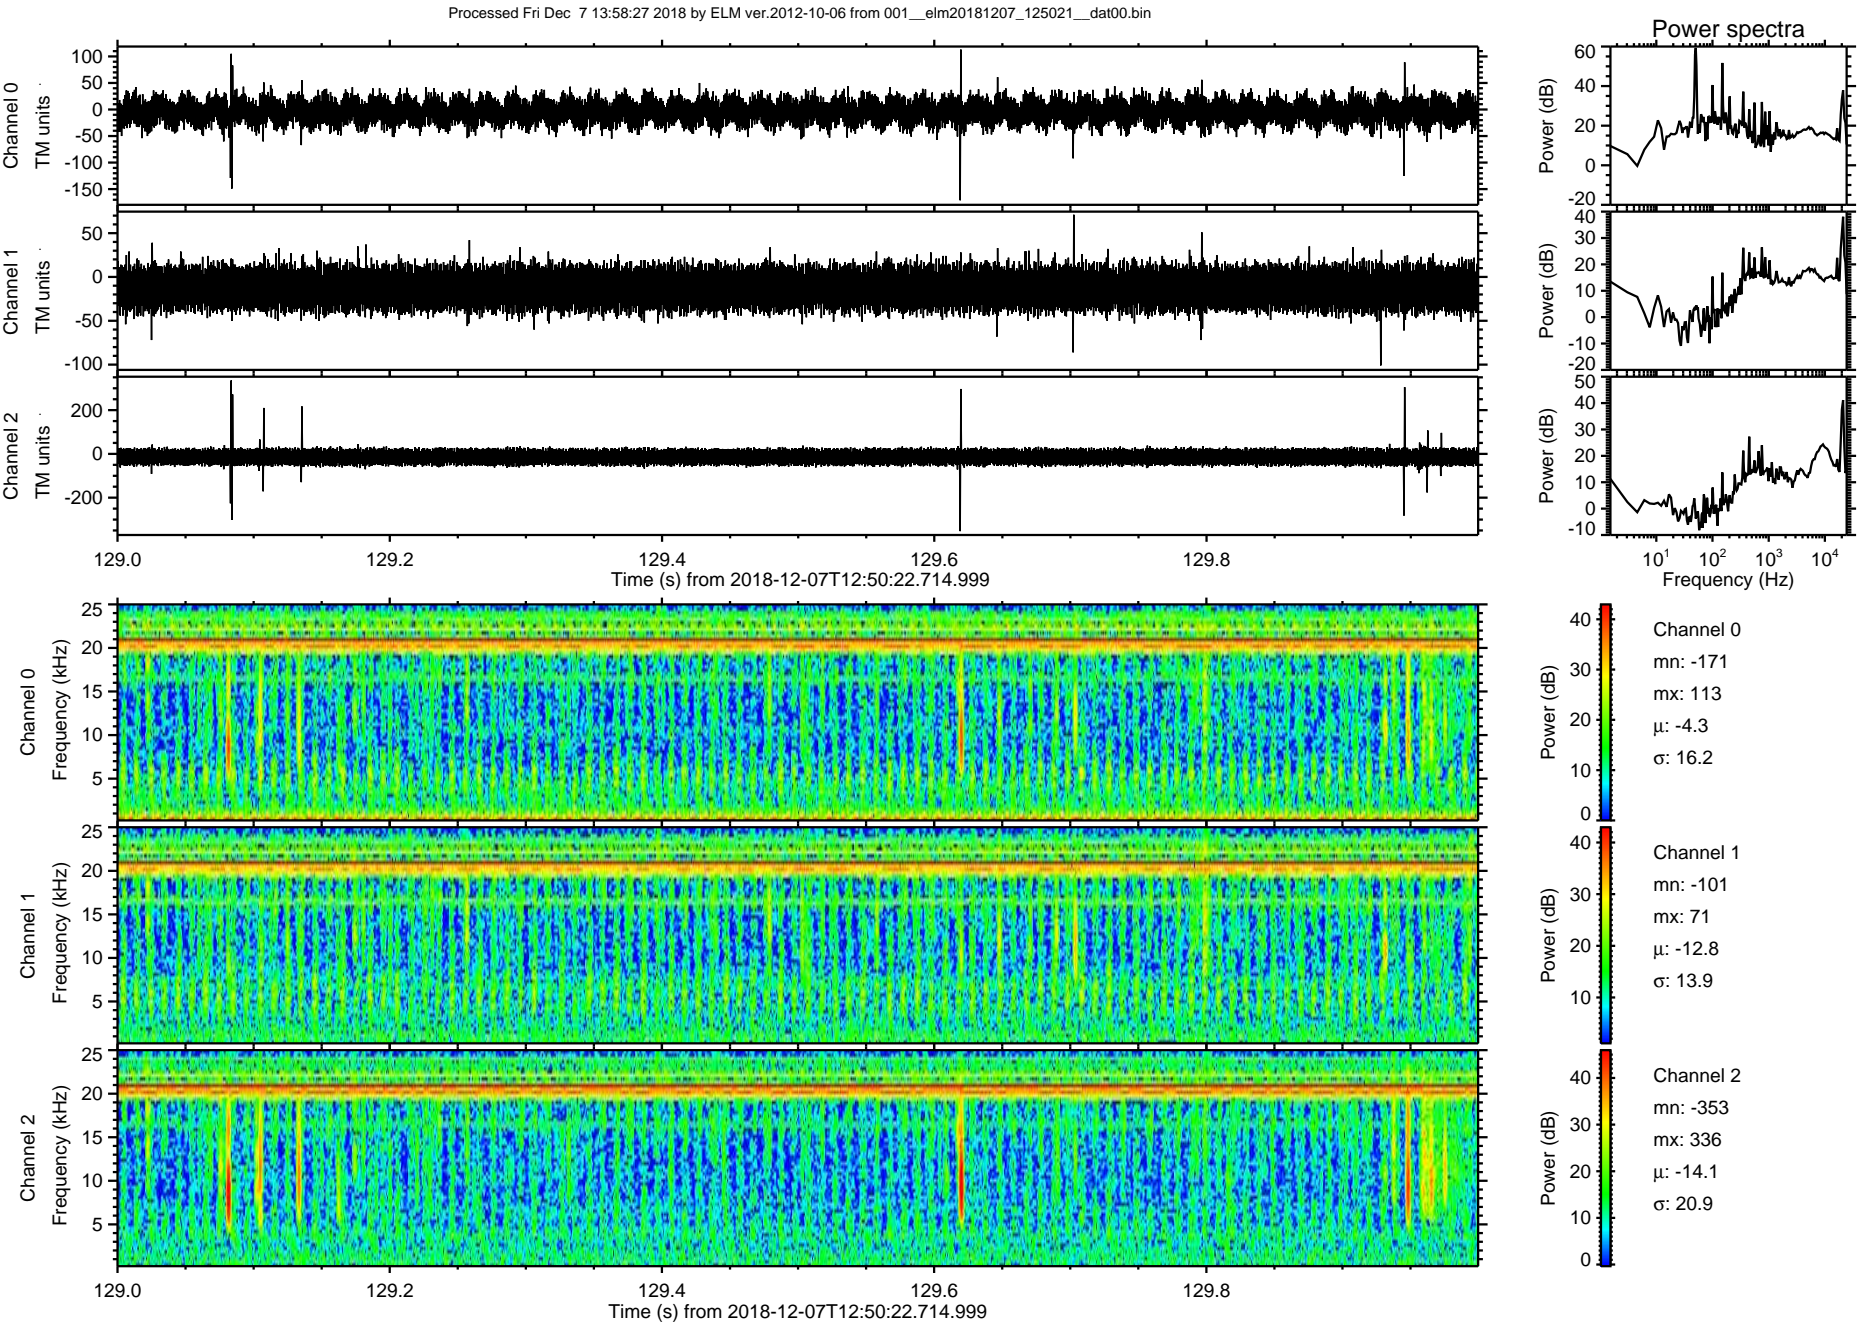 Processed Fri Dec  7 13:58:27 2018 by ELM ver.2012-10-06 from 001__elm20181207_125021__dat00.bin
Power spectra
Channel 0
TM units
100
50
0
-50
-100
-150
Power (dB)
60
40
20
0
-20
Channel 1
TM units
50
0
-50
-100
Power (dB)
40
30
20
10
0
-10
-20
Channel 2
TM units
200
0
-200
Power (dB)
50
40
30
20
10
0
-10
129.0 129.2 129.4 129.6 129.8
Time (s) from 2018-12-07T12:50:22.714.999
10^1 10^2 10^3 10^4
Frequency (Hz)
Channel 0
Frequency (kHz)
25
20
15
10
5
Power (dB)
40
30
20
10
0
Channel 0
mn: -171
mx: 113
µ: -4.3
σ: 16.2
Channel 1
Frequency (kHz)
25
20
15
10
5
Power (dB)
40
30
20
10
Channel 1
mn: -101
mx: 71
µ: -12.8
σ: 13.9
Channel 2
Frequency (kHz)
25
20
15
10
5
Power (dB)
40
30
20
10
0
Channel 2
mn: -353
mx: 336
µ: -14.1
σ: 20.9
129.0 129.2 129.4 129.6 129.8
Time (s) from 2018-12-07T12:50:22.714.999